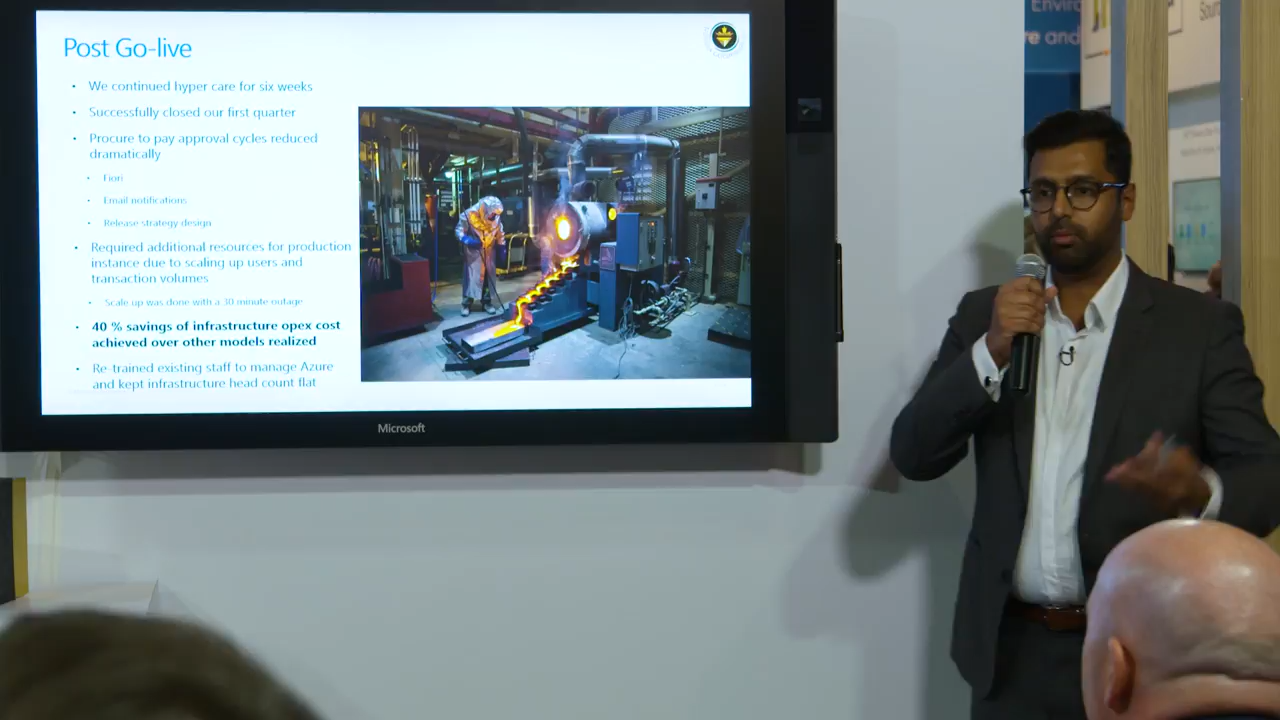 Post Go-live
• We continued hyper care for six weeks
• Successfully closed our first quarter
• Procure to pay approval cycles reduced
dramatically
• Fiori
• Email notifications
• Release strategy design
• Required additional resources for production
instance due to scaling up users and
transaction volumes
• Scale up was done with a 30 minute outage
• 40 % savings of infrastructure opex cost
achieved over other models realized
• Re-trained existing staff to manage Azure
and kept infrastructure head count flat
Microsoft
Enviro
re and